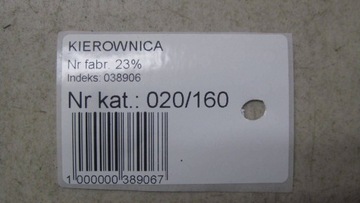 KIEROWNICA
Nr fabr 23%
Indeks: 038906
Nr kat.: 020/160
1 000000 389067